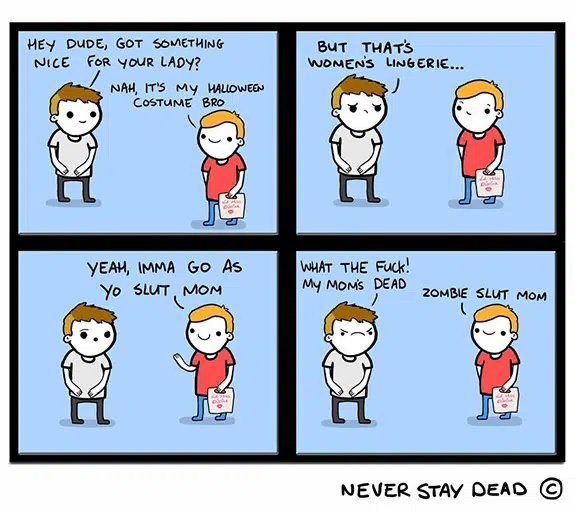 HEY DUDE, GOT SOMETHING
NICE FOR YOUR LADY?
NAH, IT'S MY HALLOWEEN
COSTUME BRO
BUT THAT'S
WOMEN'S LINGERIE...
YEAH, IMMA GO AS
YO SLUT MOM
WHAT THE FUCK!
MY MOM'S DEAD
ZOMBIE SLUT MOM
NEVER STAY DEAD ©